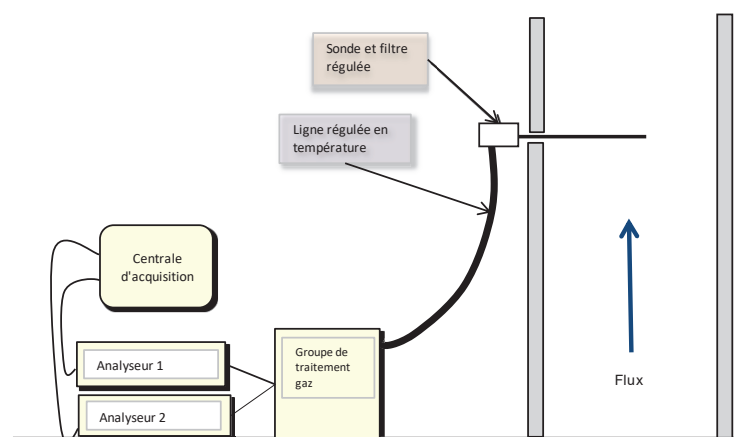 Sonde et filtre
régulée
Ligne régulée en
température
Centrale
d'acquisition
Groupe de
traitement
gaz
Analyseur 1
Analyseur 2
Flux